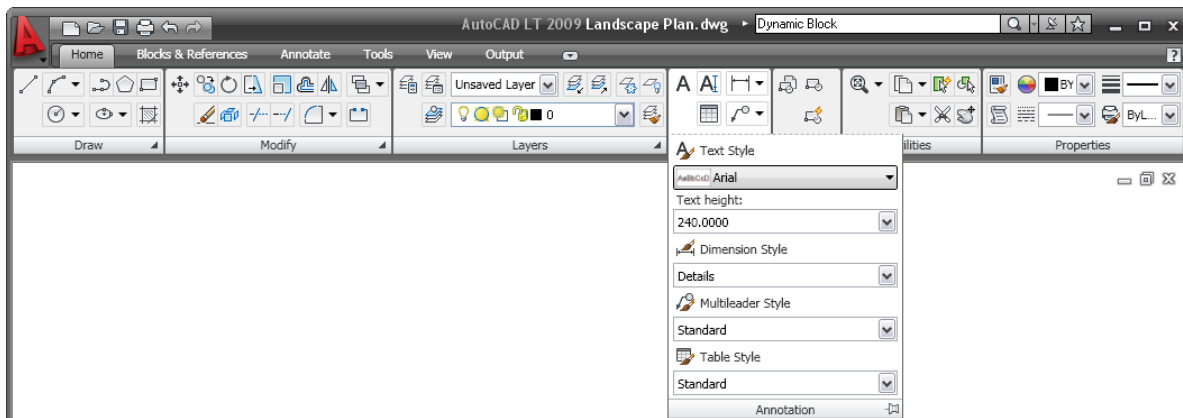 AutoCAD LT 2009 Landscape Plan.dwg Dynamic Block
Home Blocks & References Annotate Tools View Output
Unsaved Layer A AI BY
0 ByL...
Draw Modify Layers ilities Properties
Text Style
AaBbCcD Arial
Text height:
240.0000
Dimension Style
Details
Multileader Style
Standard
Table Style
Standard
Annotation